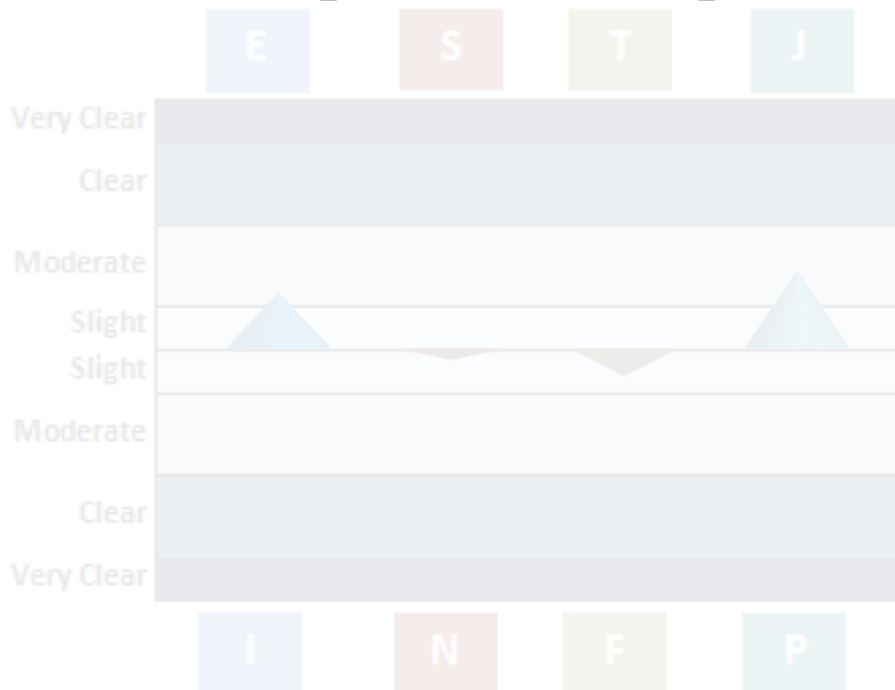 E S T J
Very Clear
Clear
Moderate
Slight
Slight
Moderate
Clear
Very Clear
I N F P